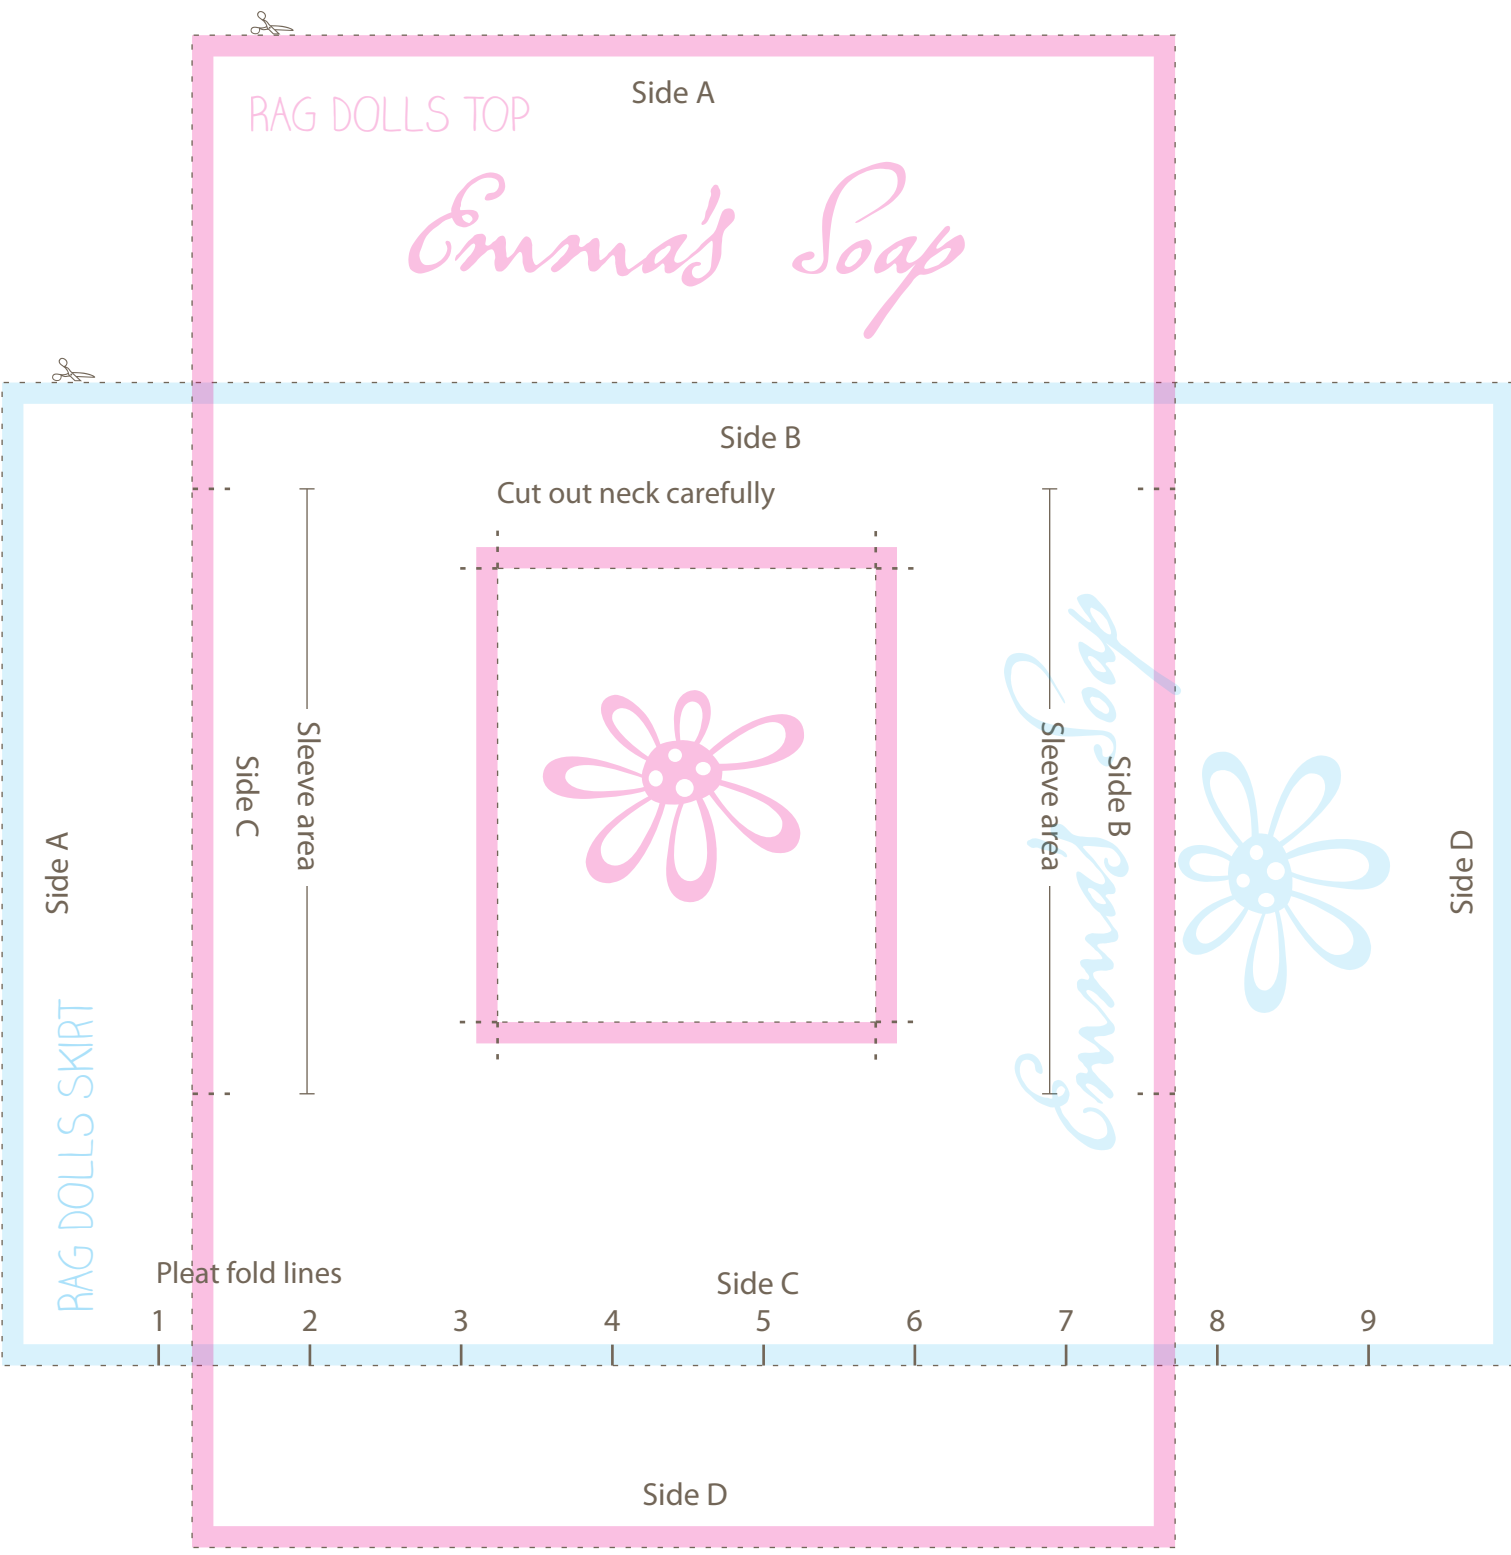 Side A
RAG DOLLS TOP
Emma's Soap
Side B
Cut out neck carefully
Side C
Sleeve area
Sleeve area
Side B
Emma's Soap
Side A
Side D
RAG DOLLS SKIRT
Pleat fold lines
Side C
1 2 3 4 5 6 7 8 9
Side D